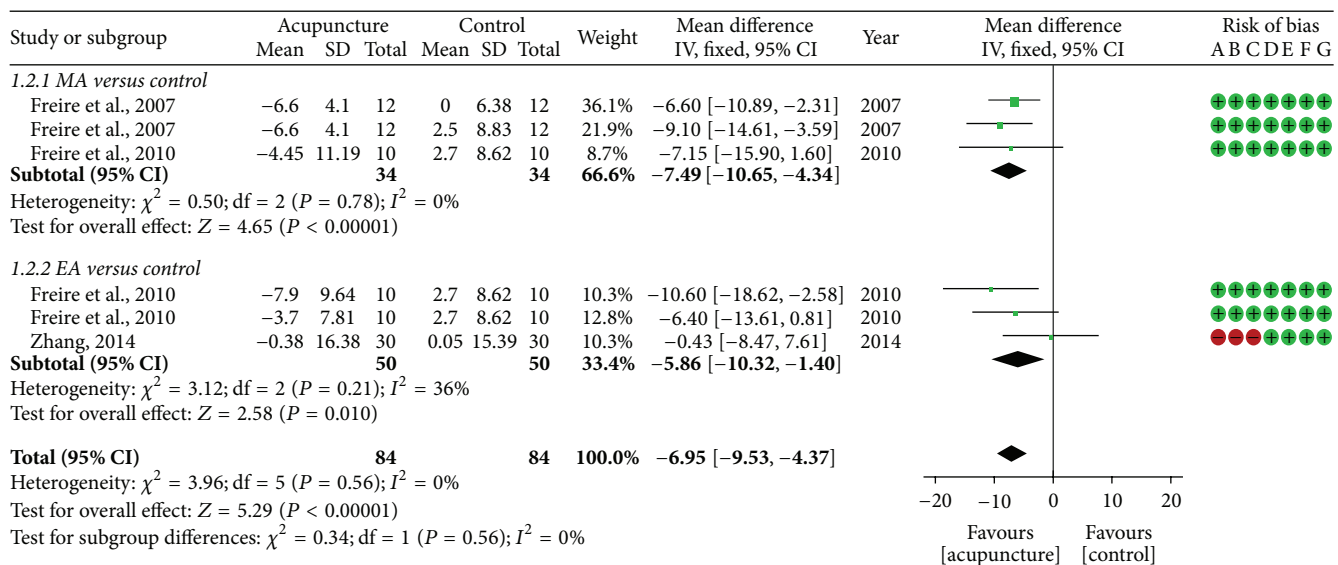 Study or subgroup Acupuncture Control Weight Mean difference Year Mean difference Risk of bias
Mean SD Total Mean SD Total IV, fixed, 95% CI IV, fixed, 95% CI A B C D E F G
1.2.1 MA versus control
Freire et al., 2007 −6.6 4.1 12 0 6.38 12 36.1% −6.60 [−10.89, −2.31] 2007 + + + + + + +
Freire et al., 2007 −6.6 4.1 12 2.5 8.83 12 21.9% −9.10 [−14.61, −3.59] 2007 + + + + + + +
Freire et al., 2010 −4.45 11.19 10 2.7 8.62 10 8.7% −7.15 [−15.90, 1.60] 2010 + + + + + + +
Subtotal (95% CI) 34 34 66.6% −7.49 [−10.65, −4.34]
Heterogeneity: χ² = 0.50; df = 2 (P = 0.78); I² = 0%
Test for overall effect: Z = 4.65 (P < 0.00001)
1.2.2 EA versus control
Freire et al., 2010 −7.9 9.64 10 2.7 8.62 10 10.3% −10.60 [−18.62, −2.58] 2010 + + + + + + +
Freire et al., 2010 −3.7 7.81 10 2.7 8.62 10 12.8% −6.40 [−13.61, 0.81] 2010 + + + + + + +
Zhang, 2014 −0.38 16.38 30 0.05 15.39 30 10.3% −0.43 [−8.47, 7.61] 2014 − − − + + + +
Subtotal (95% CI) 50 50 33.4% −5.86 [−10.32, −1.40]
Heterogeneity: χ² = 3.12; df = 2 (P = 0.21); I² = 36%
Test for overall effect: Z = 2.58 (P = 0.010)
Total (95% CI) 84 84 100.0% −6.95 [−9.53, −4.37]
Heterogeneity: χ² = 3.96; df = 5 (P = 0.56); I² = 0%
−20 −10 0 10 20
Test for overall effect: Z = 5.29 (P < 0.00001)
Test for subgroup differences: χ² = 0.34; df = 1 (P = 0.56); I² = 0%
Favours Favours
[acupuncture] [control]